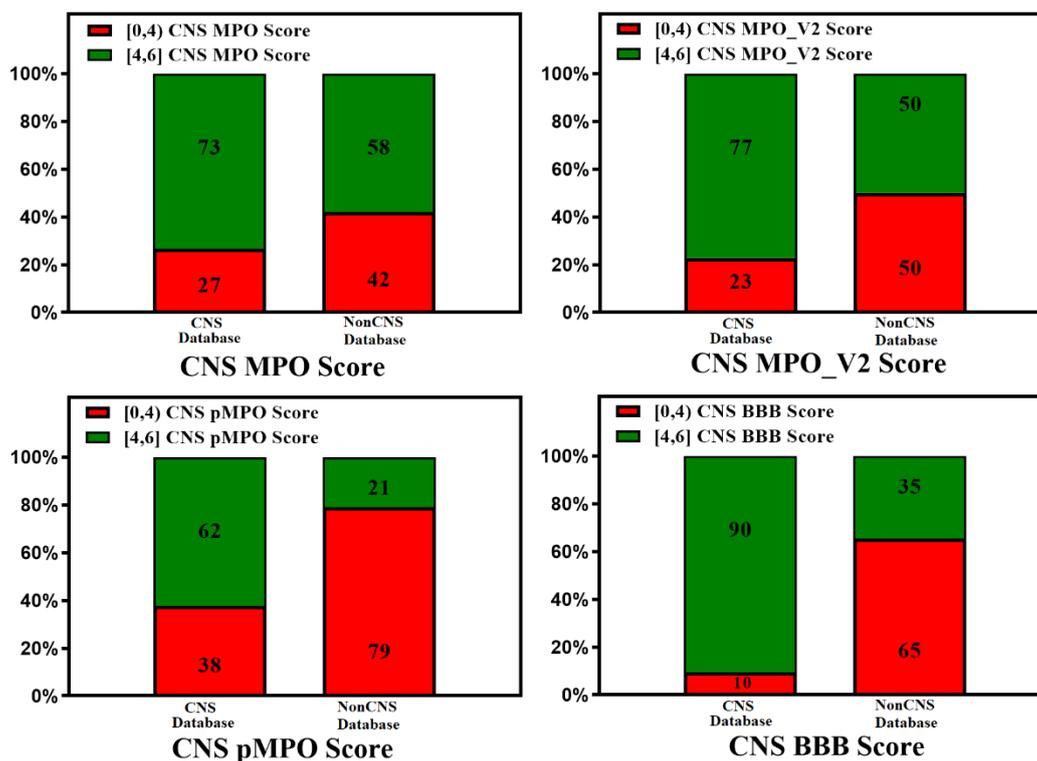 [0,4) CNS MPO Score
[4,6] CNS MPO Score
100%
80%
60%
40%
20%
0%
73
27
58
42
CNS
Database
NonCNS
Database
CNS MPO Score
[0,4) CNS MPO_V2 Score
[4,6] CNS MPO_V2 Score
100%
80%
60%
40%
20%
0%
77
23
50
50
CNS
Database
NonCNS
Database
CNS MPO_V2 Score
[0,4) CNS pMPO Score
[4,6] CNS pMPO Score
100%
80%
60%
40%
20%
0%
62
38
21
79
CNS
Database
NonCNS
Database
CNS pMPO Score
[0,4) CNS BBB Score
[4,6] CNS BBB Score
100%
80%
60%
40%
20%
0%
90
10
35
65
CNS
Database
NonCNS
Database
CNS BBB Score